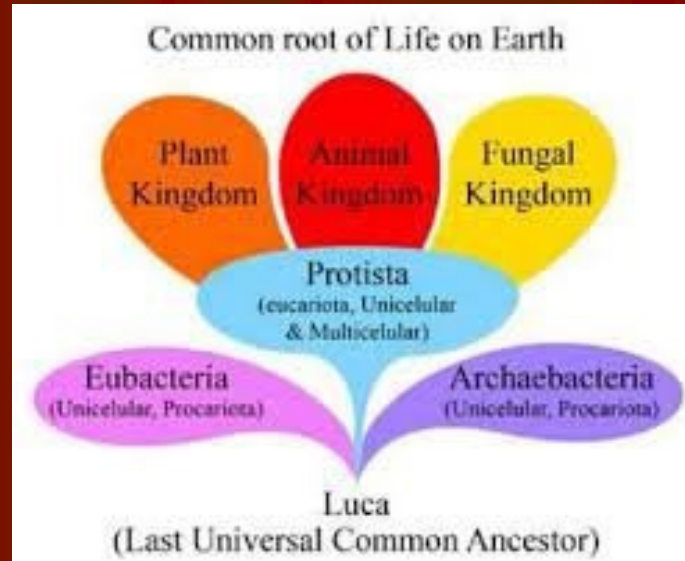 Common root of Life on Earth
Plant
Kingdom
Animal
Kingdom
Fungal
Kingdom
Protista
(eucariota, Unicelular
& Multicelular)
Eubacteria
(Unicelular, Procariota)
Archaebacteria
(Unicelular, Procariota)
Luca
(Last Universal Common Ancestor)